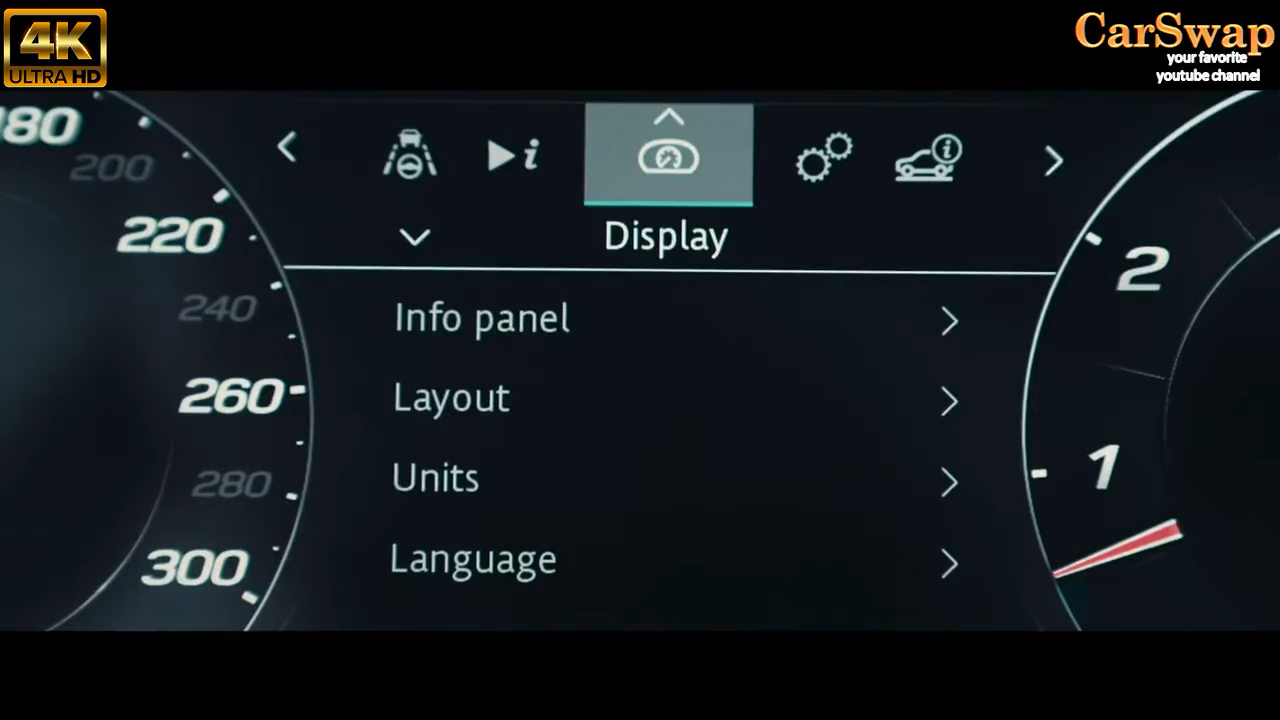 4K
ULTRA HD
CarSwap
your favorite
youtube channel
200
220
240
260
280
300
Display
Info panel
Layout
Units
Language
2
1